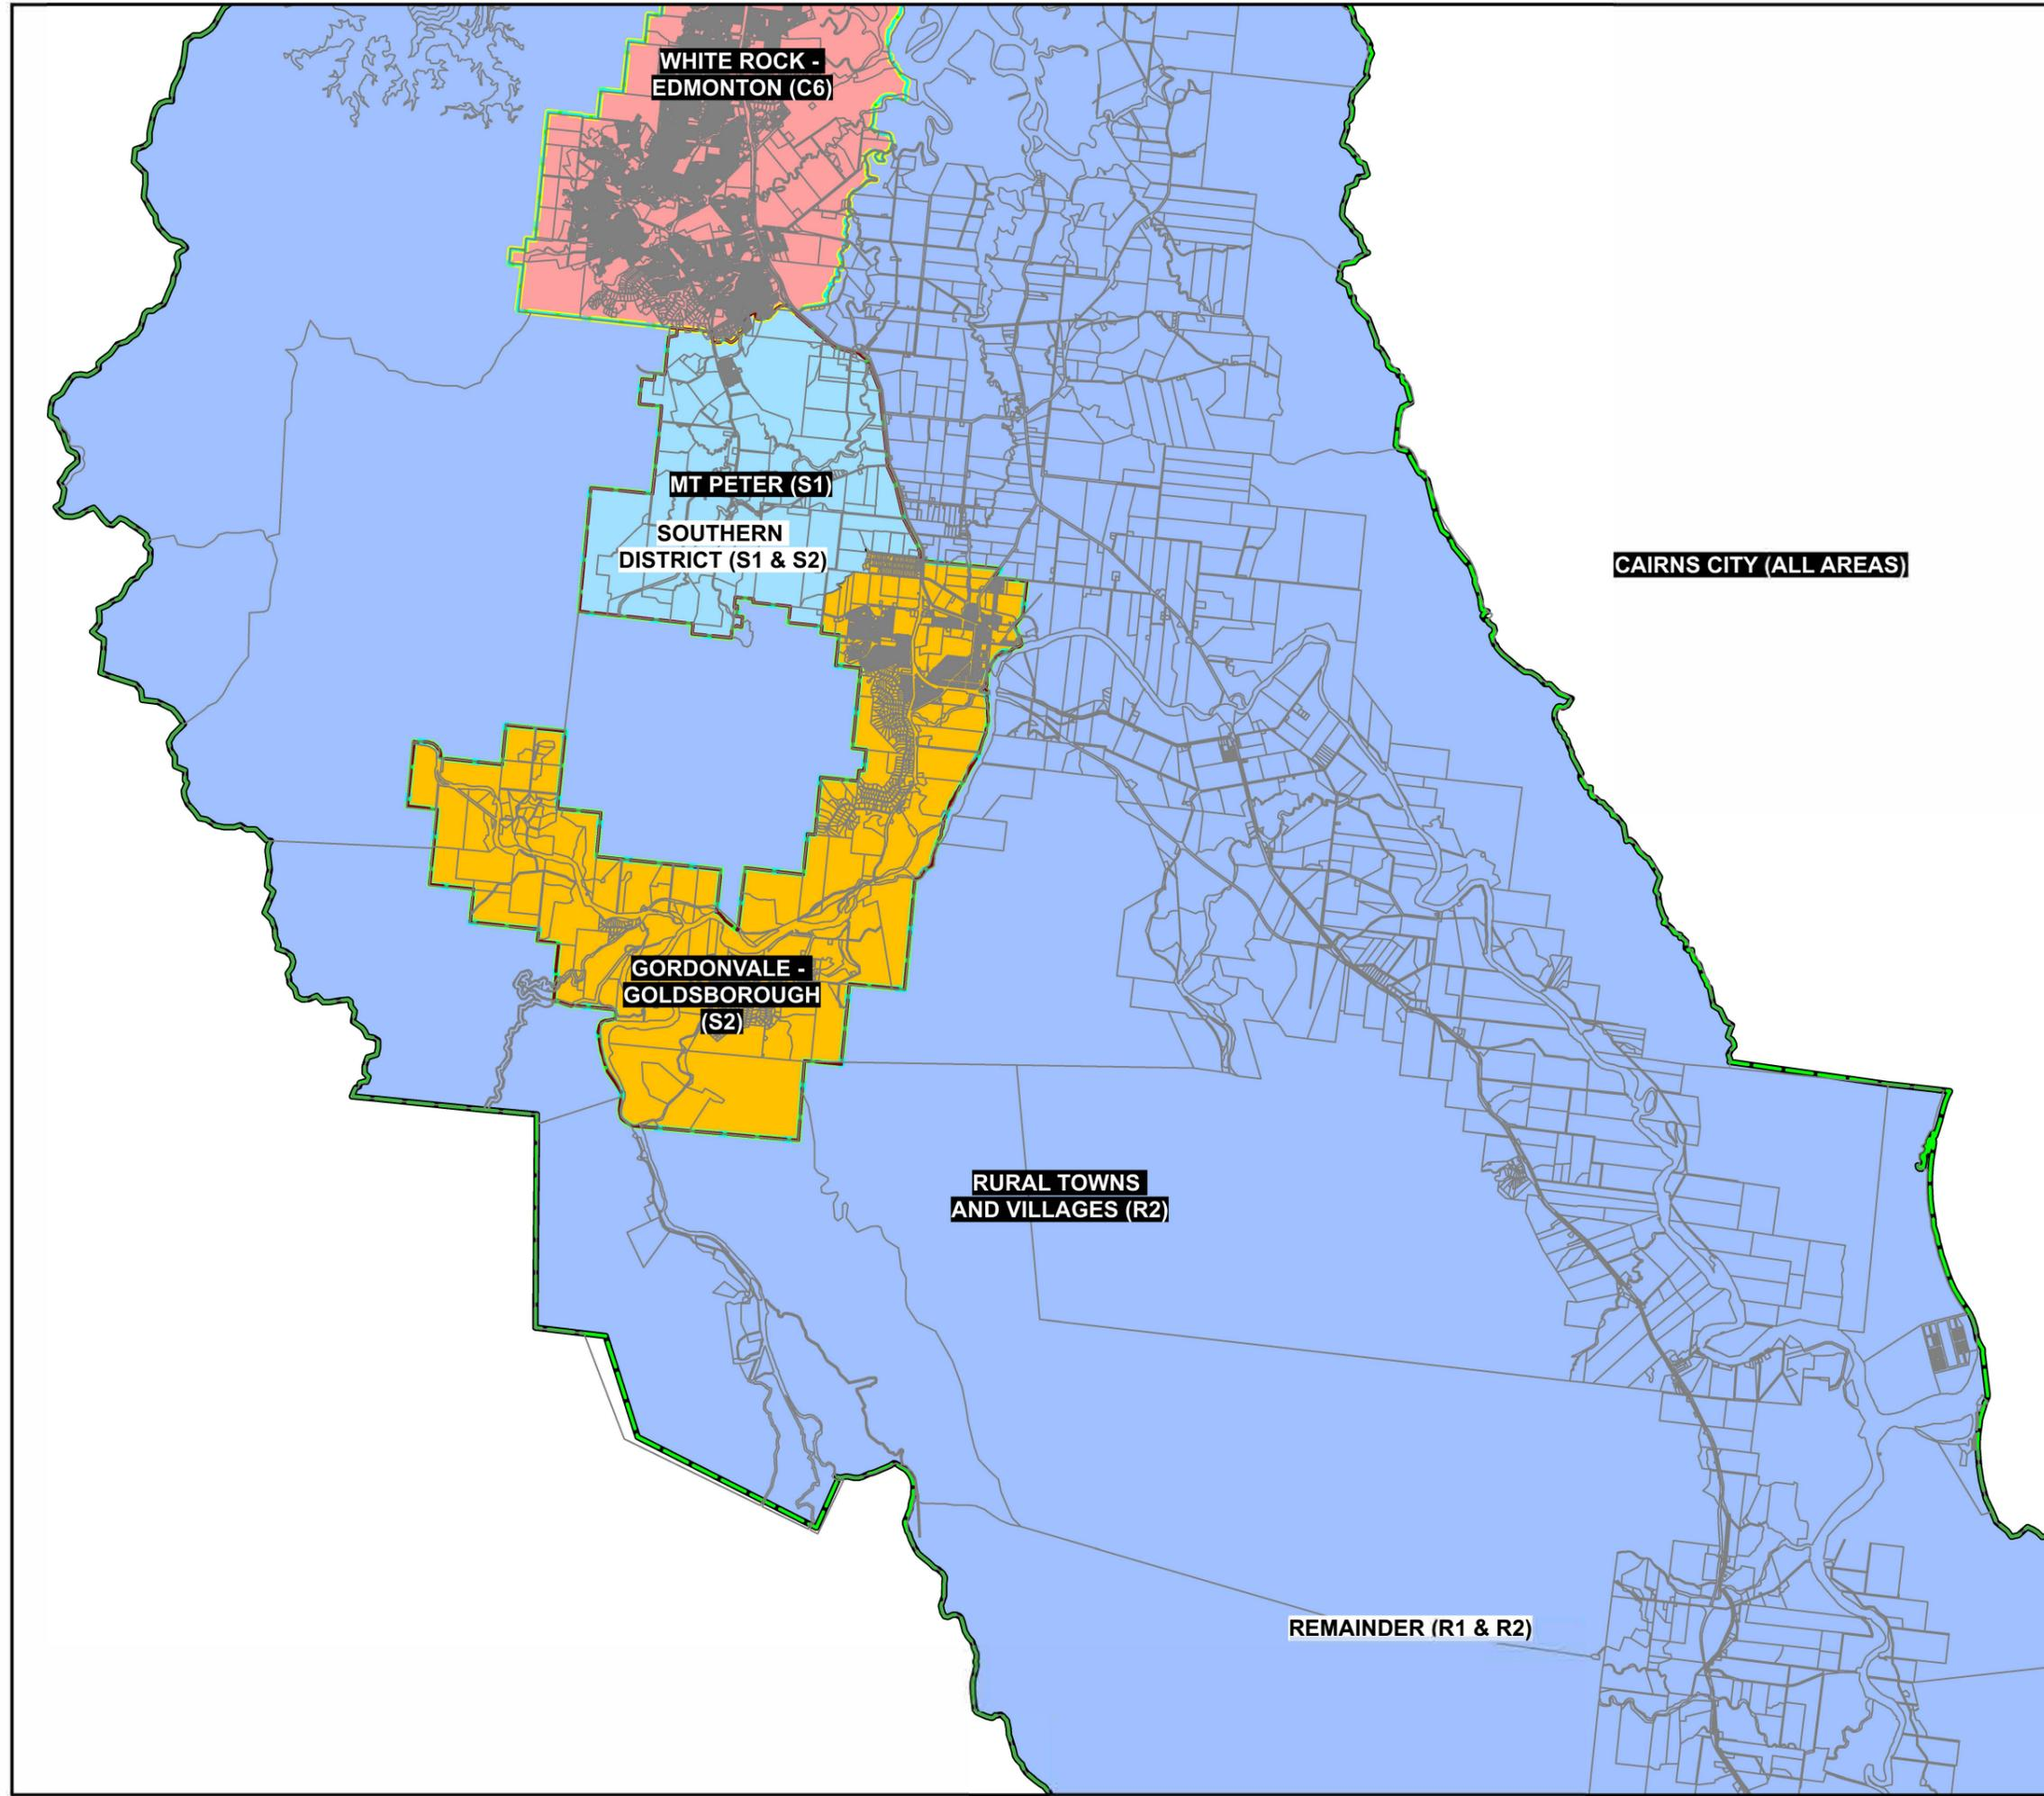 WHITE ROCK -
EDMONTON (C6)
MT PETER (S1)
SOUTHERN
DISTRICT (S1 & S2)
CAIRNS CITY (ALL AREAS)
GORDONVALE -
GOLDSBOROUGH
(S2)
RURAL TOWNS
AND VILLAGES (R2)
REMAINDER (R1 & R2)